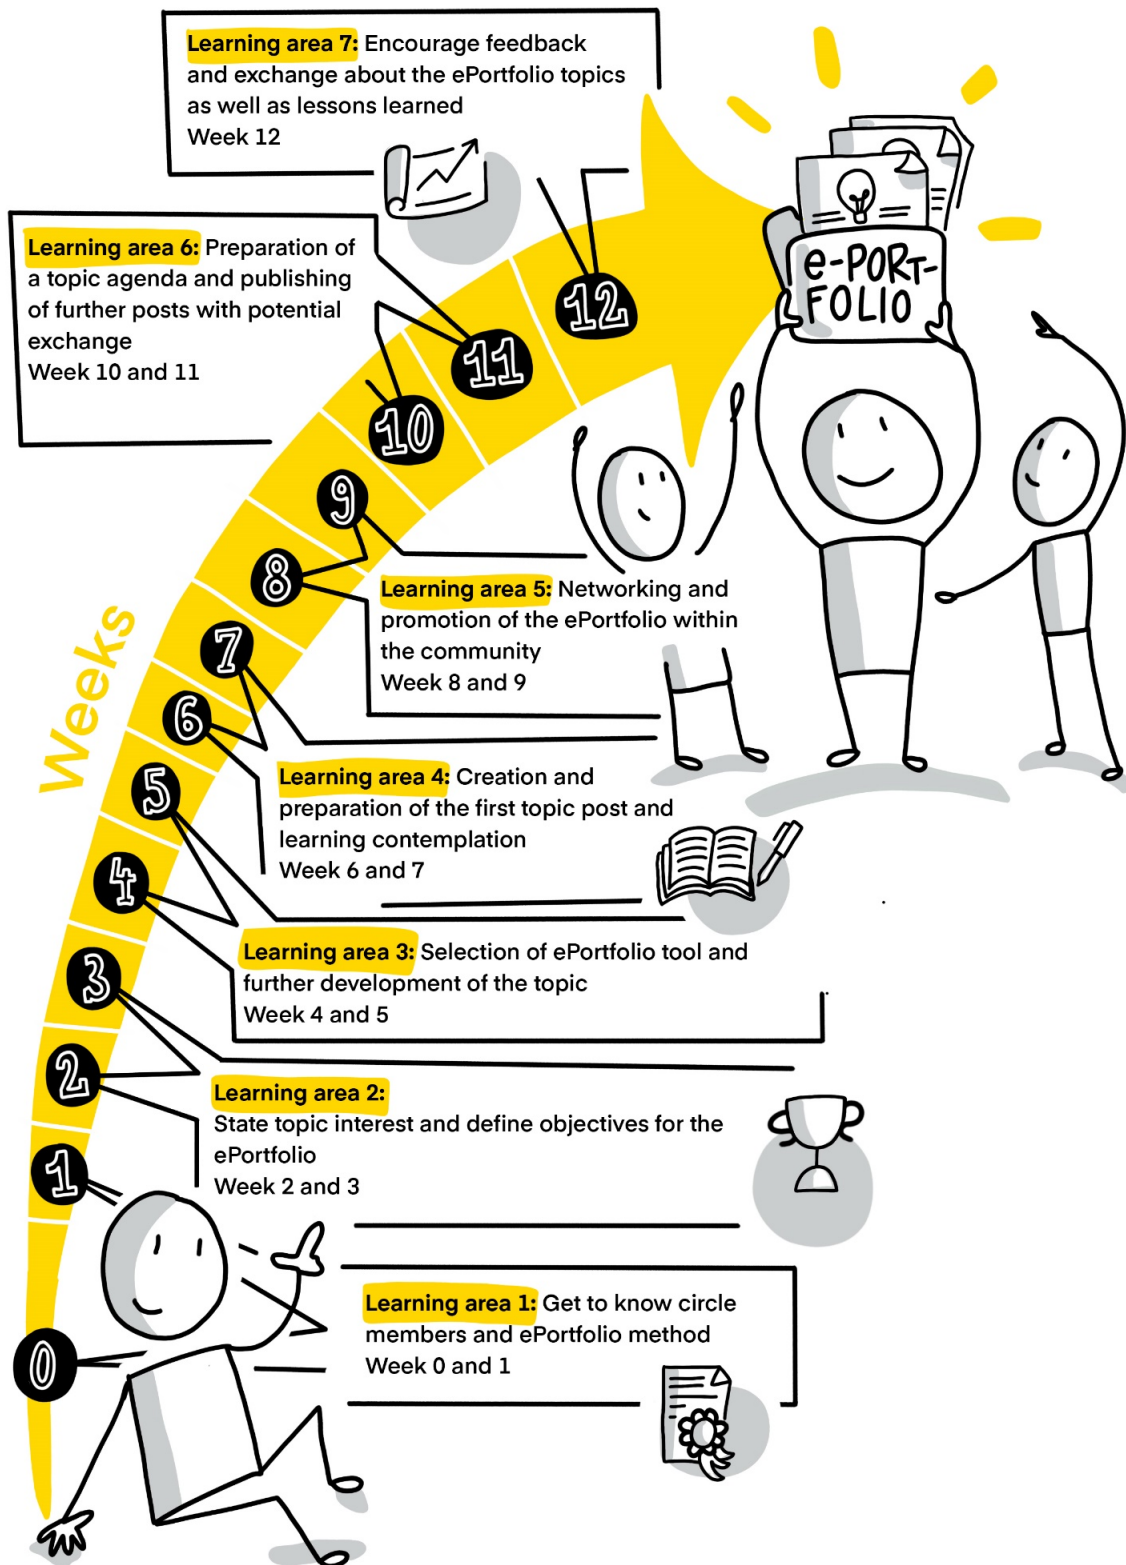 Learning area 7: Encourage feedback
and exchange about the ePortfolio topics
as well as lessons learned
Week 12
e-PORT-
FOLIO
Learning area 6: Preparation of
a topic agenda and publishing
of further posts with potential
exchange
Week 10 and 11
12
11
10
9
8
Learning area 5: Networking and
promotion of the ePortfolio within
the community
Week 8 and 9
Weeks
7
6
Learning area 4: Creation and
preparation of the first topic post and
learning contemplation
Week 6 and 7
5
4
Learning area 3: Selection of ePortfolio tool and
further development of the topic
Week 4 and 5
3
2
Learning area 2:
State topic interest and define objectives for the
ePortfolio
Week 2 and 3
1
Learning area 1: Get to know circle
members and ePortfolio method
Week 0 and 1
0